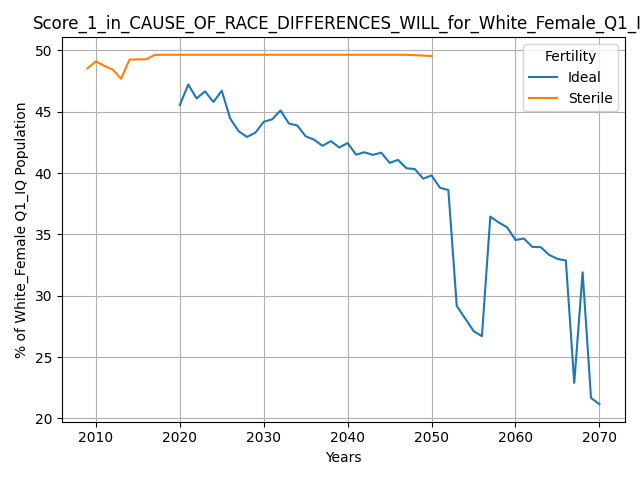 Score_1_in_CAUSE_OF_RACE_DIFFERENCES_WILL_for_White_Female_Q1_I
% of White_Female Q1_IQ Population
50
45
40
35
30
25
20
Fertility
Ideal
Sterile
2010 2020 2030 2040 2050 2060 2070
Years